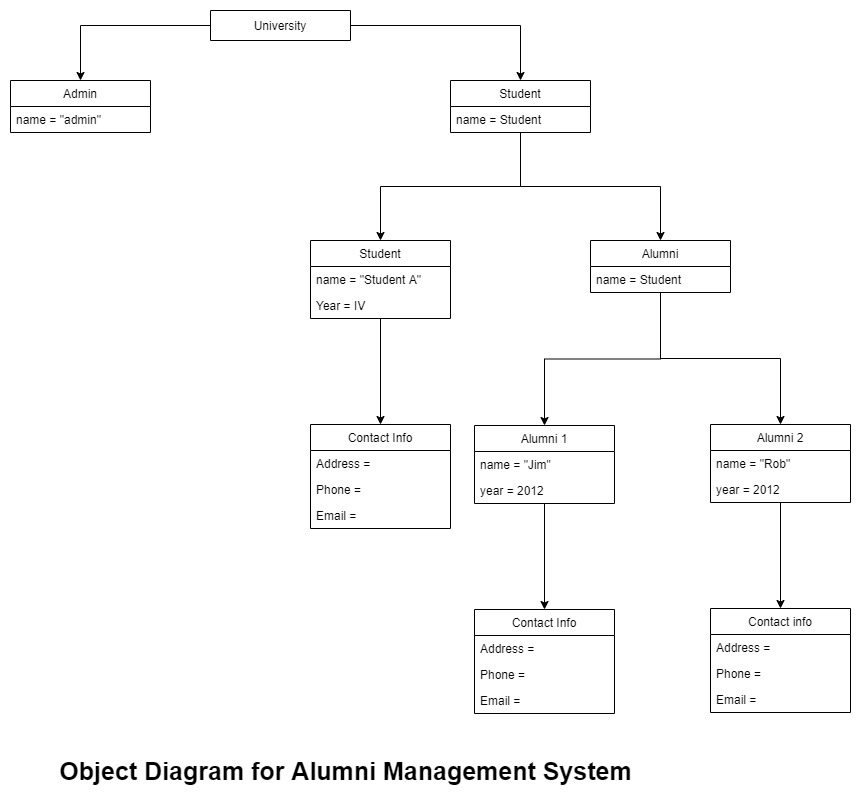 University
Admin
name = "admin"
Student
name = Student
Student
name = "Student A"
Year = IV
Alumni
name = Student
Contact Info
Address =
Phone =
Email =
Alumni 1
name = "Jim"
year = 2012
Alumni 2
name = "Rob"
year = 2012
Contact Info
Address =
Phone =
Email =
Contact info
Address =
Phone =
Email =
Object Diagram for Alumni Management System